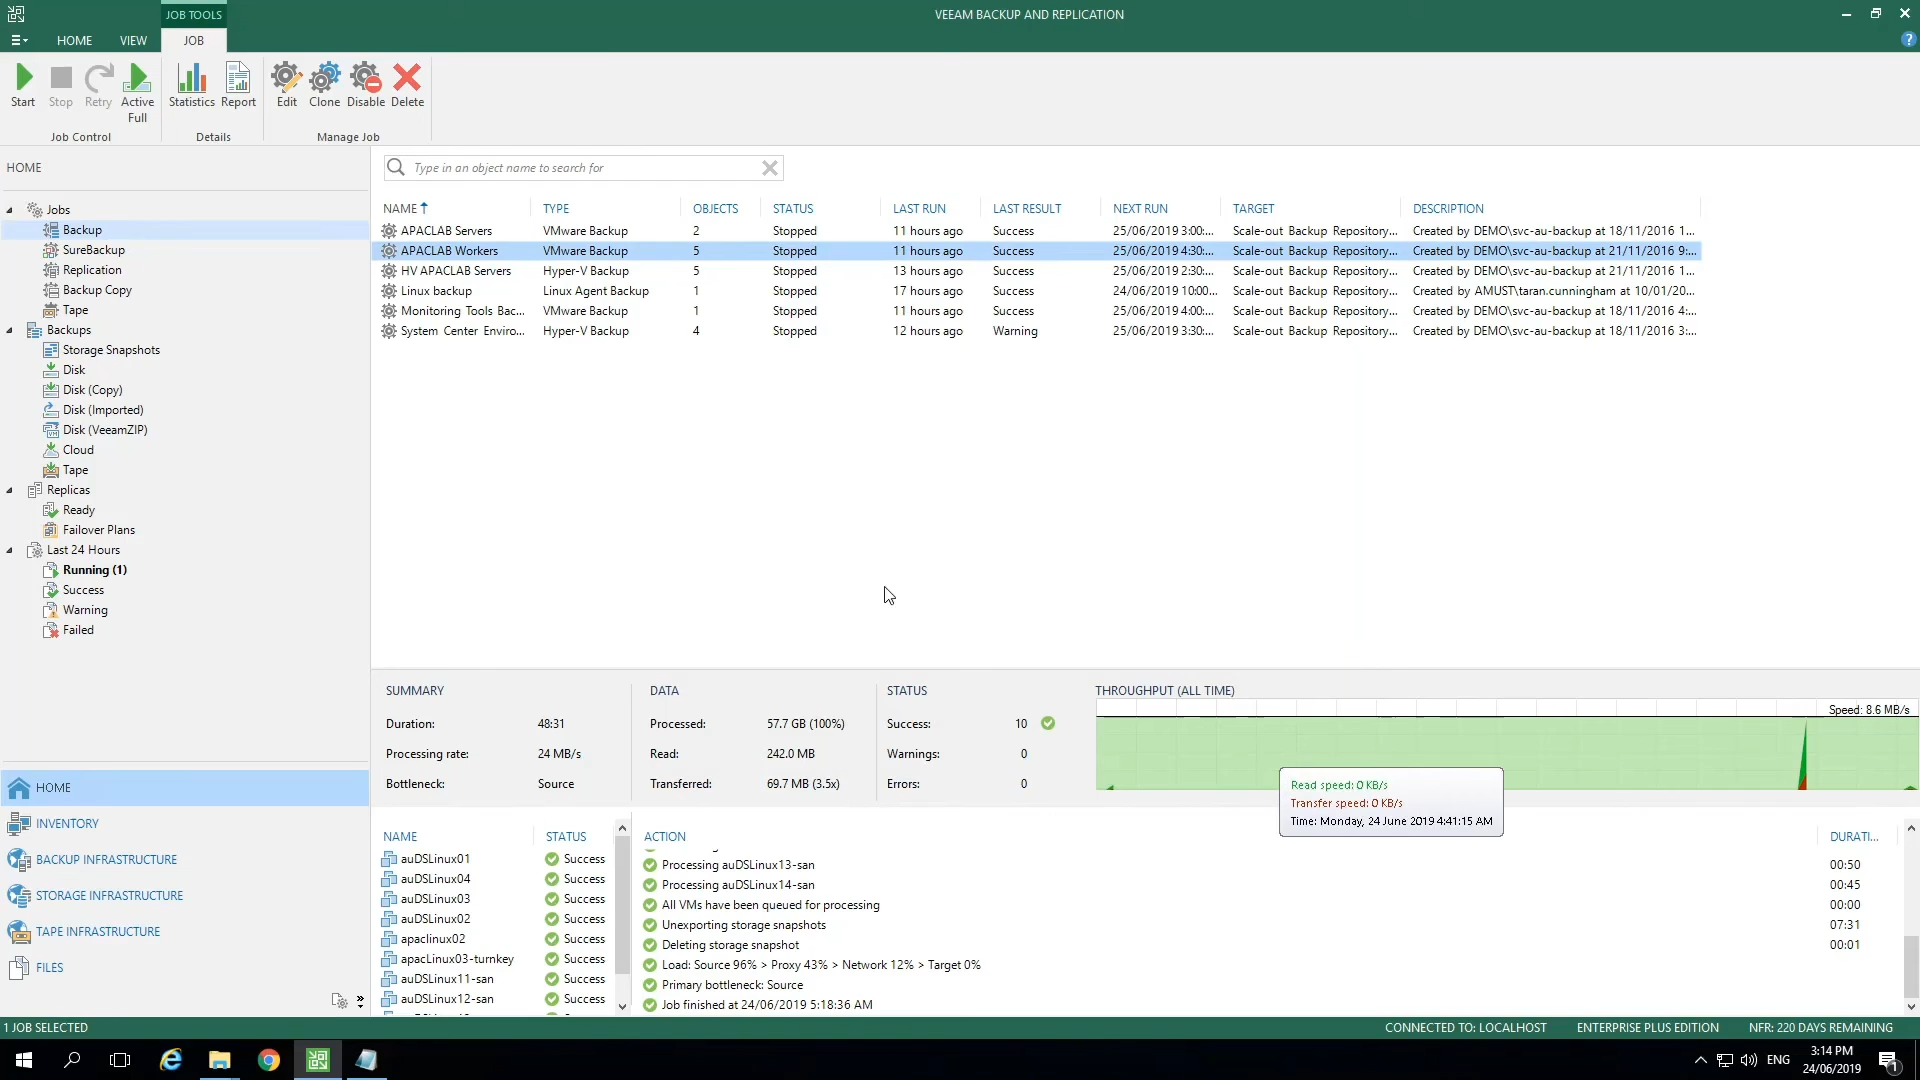 JOB TOOLS
VEEAM BACKUP AND REPLICATION
HOME VIEW JOB
Start Stop Retry Active Full Statistics Report Edit Clone Disable Delete
Job Control Details Manage Job
HOME
Type in an object name to search for
Jobs
Backup
SureBackup
Replication
Backup Copy
Tape
Backups
Storage Snapshots
Disk
Disk (Copy)
Disk (Imported)
Disk (VeeamZIP)
Cloud
Tape
Replicas
Ready
Failover Plans
Last 24 Hours
Running (1)
Success
Warning
Failed
HOME
INVENTORY
BACKUP INFRASTRUCTURE
STORAGE INFRASTRUCTURE
TAPE INFRASTRUCTURE
FILES
NAME TYPE OBJECTS STATUS LAST RUN LAST RESULT NEXT RUN TARGET DESCRIPTION
APACLAB Servers VMware Backup 2 Stopped 11 hours ago Success 25/06/2019 3:00:... Scale-out Backup Repository... Created by DEMO\svc-au-backup at 18/11/2016 1...
APACLAB Workers VMware Backup 5 Stopped 11 hours ago Success 25/06/2019 4:30:... Scale-out Backup Repository... Created by DEMO\svc-au-backup at 21/11/2016 9:...
HV APACLAB Servers Hyper-V Backup 5 Stopped 13 hours ago Success 25/06/2019 2:30:... Scale-out Backup Repository... Created by DEMO\svc-au-backup at 21/11/2016 1...
Linux backup Linux Agent Backup 1 Stopped 17 hours ago Success 24/06/2019 10:00... Scale-out Backup Repository... Created by AMUST\taran.cunningham at 10/01/20...
Monitoring Tools Bac... VMware Backup 1 Stopped 11 hours ago Success 25/06/2019 4:00:... Scale-out Backup Repository... Created by DEMO\svc-au-backup at 18/11/2016 4:...
System Center Enviro... Hyper-V Backup 4 Stopped 12 hours ago Warning 25/06/2019 3:30:... Scale-out Backup Repository... Created by DEMO\svc-au-backup at 18/11/2016 3:...
SUMMARY DATA STATUS THROUGHPUT (ALL TIME)
Speed: 8.6 MB/s
Duration: 48:31 Processed: 57.7 GB (100%) Success: 10
Processing rate: 24 MB/s Read: 242.0 MB Warnings: 0
Bottleneck: Source Transferred: 69.7 MB (3.5x) Errors: 0
Read speed: 0 KB/s
Transfer speed: 0 KB/s
Time: Monday, 24 June 2019 4:41:15 AM
NAME STATUS ACTION DURATI...
auDSLinux01 Success
auDSLinux04 Success
auDSLinux03 Success
auDSLinux02 Success
apaclinux02 Success
apacLinux03-turnkey Success
auDSLinux11-san Success
auDSLinux12-san Success
Processing auDSLinux13-san 00:50
Processing auDSLinux14-san 00:45
All VMs have been queued for processing 00:00
Unexporting storage snapshots 07:31
Deleting storage snapshot 00:01
Load: Source 96% > Proxy 43% > Network 12% > Target 0%
Primary bottleneck: Source
Job finished at 24/06/2019 5:18:36 AM
1 JOB SELECTED CONNECTED TO: LOCALHOST ENTERPRISE PLUS EDITION NFR: 220 DAYS REMAINING
ENG 3:14 PM
24/06/2019
1